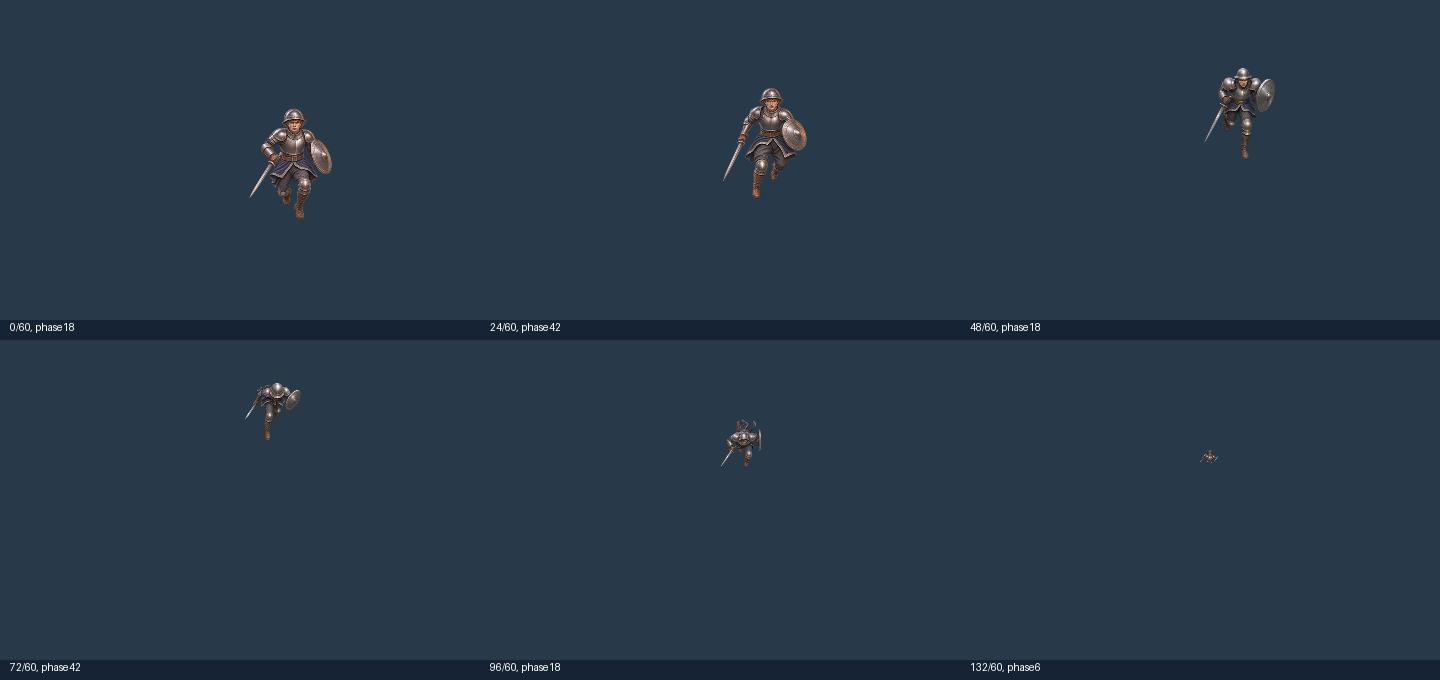 0/60, phase18
24/60, phase42
48/60, phase18
72/60, phase42
96/60, phase18
132/60, phase6